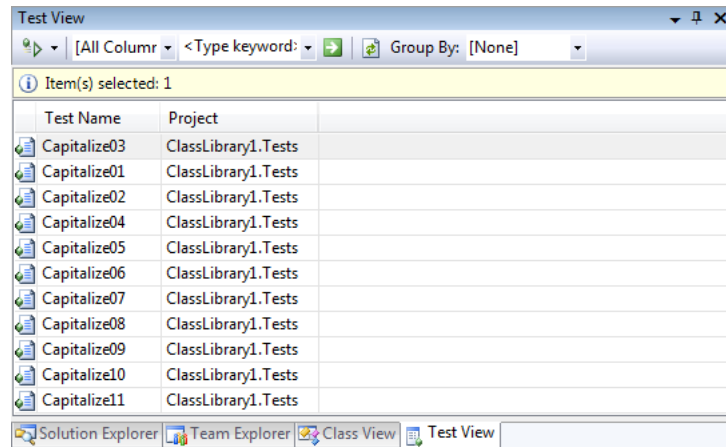 Test View
[All Columr <Type keyword: Group By: [None]
Item(s) selected: 1
Test Name Project
Capitalize03 ClassLibrary1.Tests
Capitalize01 ClassLibrary1.Tests
Capitalize02 ClassLibrary1.Tests
Capitalize04 ClassLibrary1.Tests
Capitalize05 ClassLibrary1.Tests
Capitalize06 ClassLibrary1.Tests
Capitalize07 ClassLibrary1.Tests
Capitalize08 ClassLibrary1.Tests
Capitalize09 ClassLibrary1.Tests
Capitalize10 ClassLibrary1.Tests
Capitalize11 ClassLibrary1.Tests
Solution Explorer Team Explorer Class View Test View